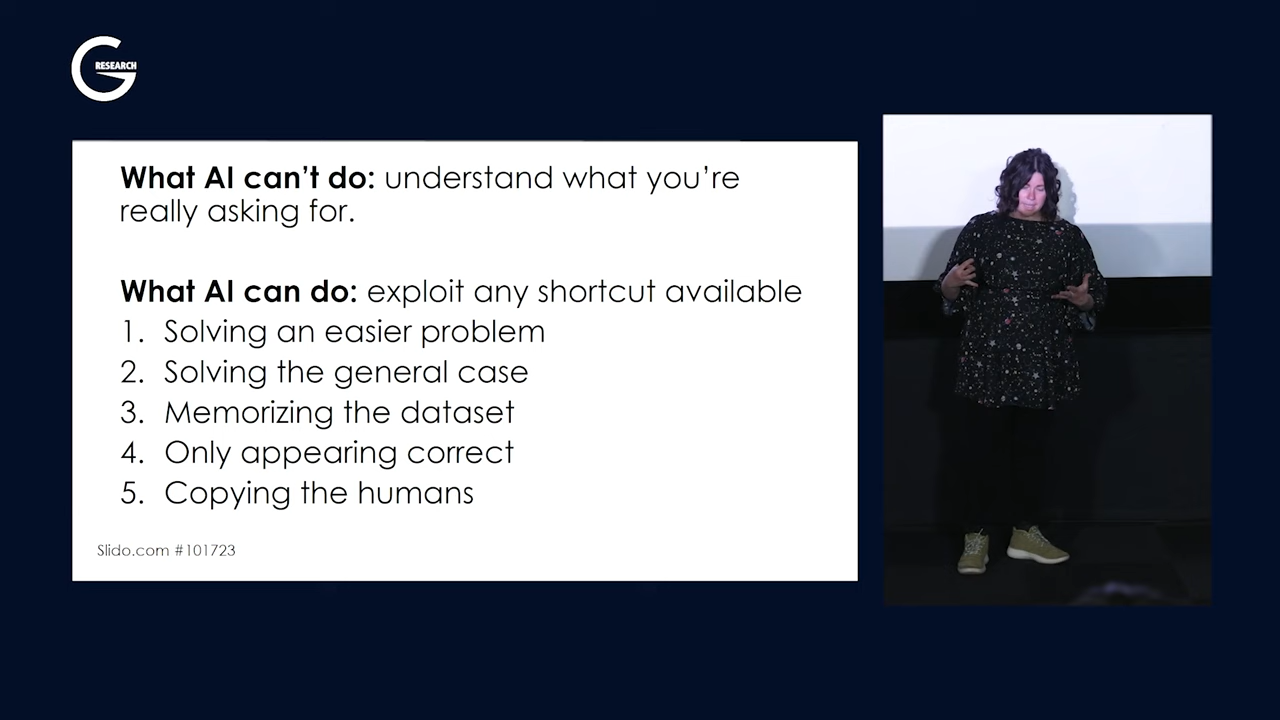 G
RESEARCH
What AI can't do: understand what you're
really asking for.
What AI can do: exploit any shortcut available
1. Solving an easier problem
2. Solving the general case
3. Memorizing the dataset
4. Only appearing correct
5. Copying the humans
Slido.com #101723